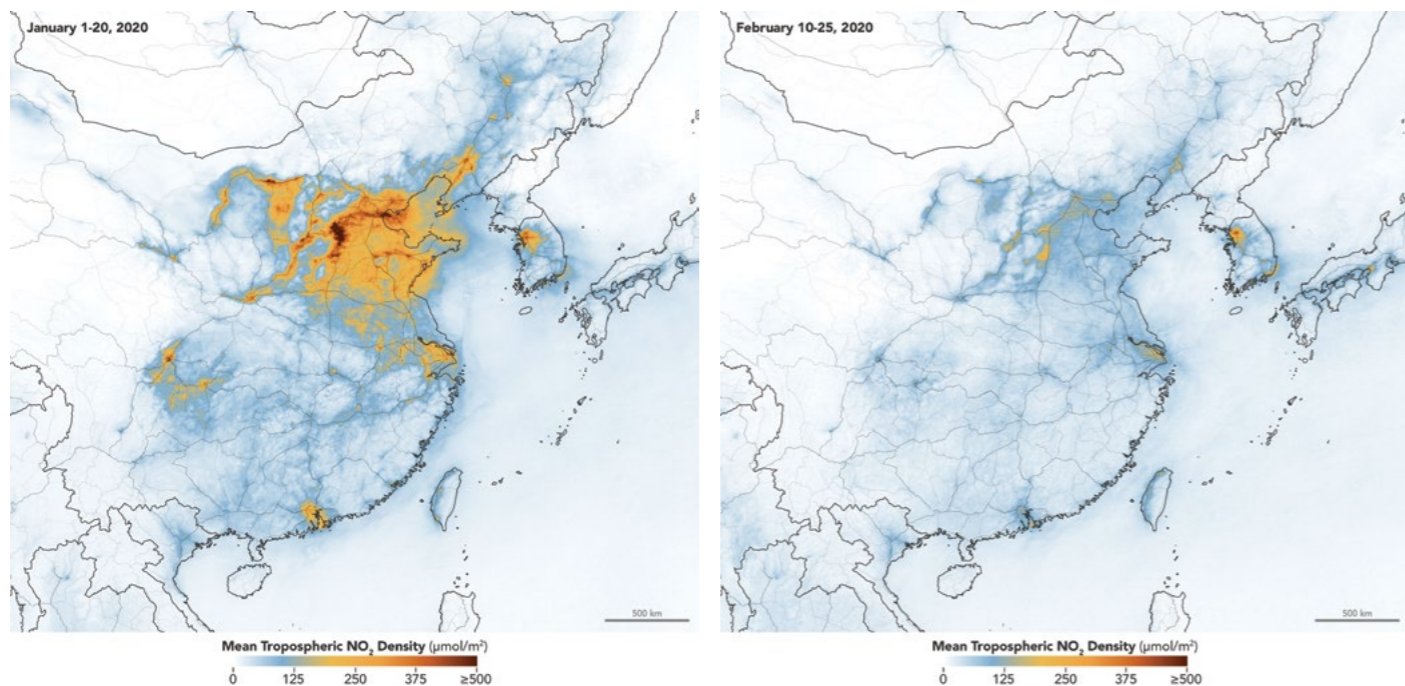 January 1-20, 2020
500 km
Mean Tropospheric NO₂ Density (µmol/m²)
0 125 250 375 ≥500
February 10-25, 2020
500 km
Mean Tropospheric NO₂ Density (µmol/m²)
0 125 250 375 ≥500